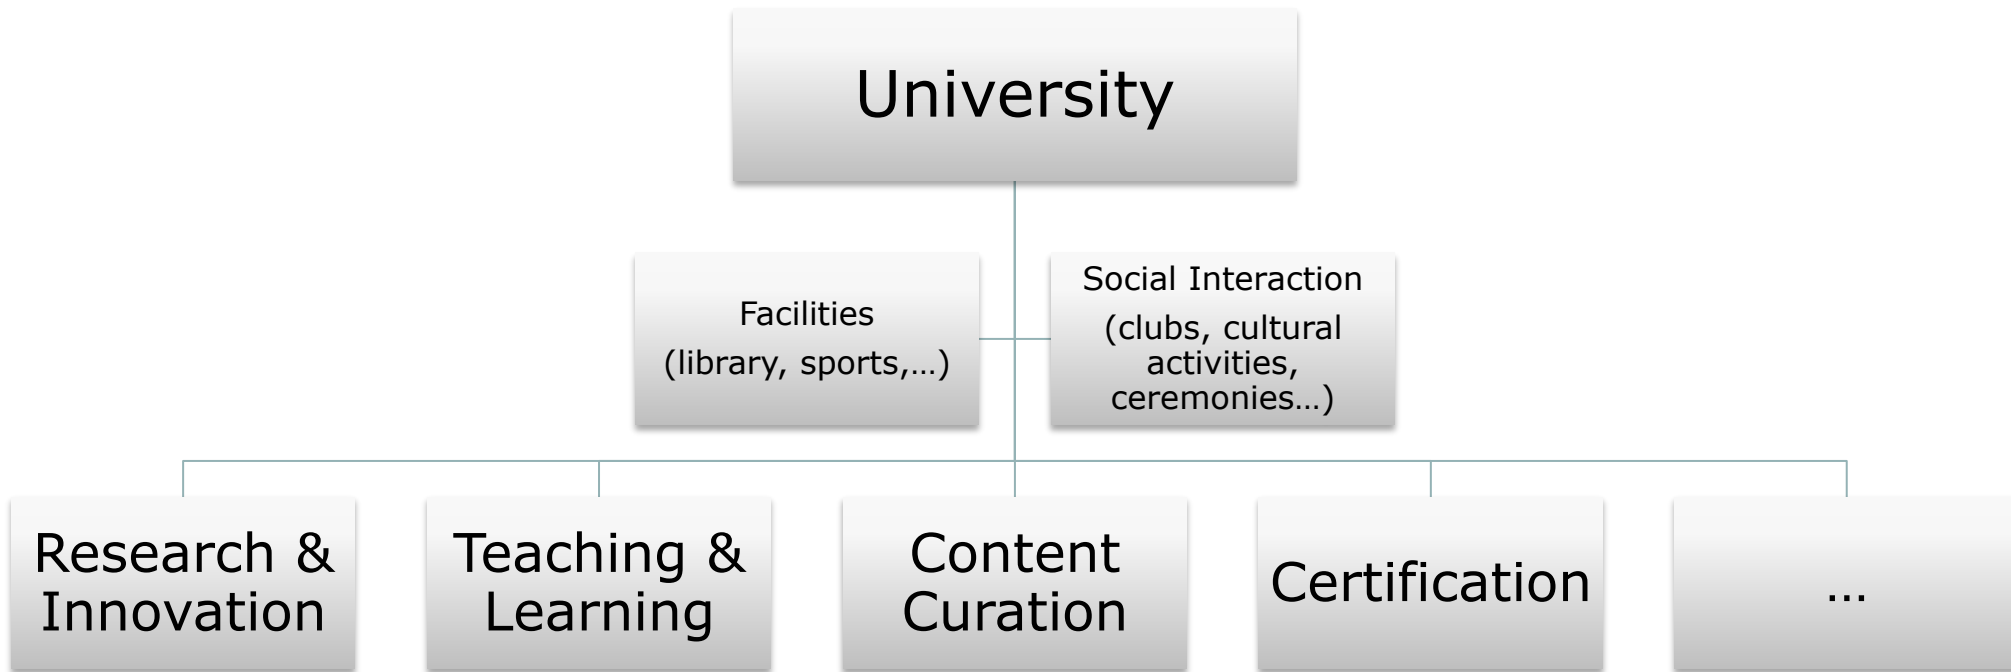 University
Facilities
(library, sports,…)
Social Interaction
(clubs, cultural
activities,
ceremonies…)
Research &
Innovation
Teaching &
Learning
Content
Curation
Certification
…